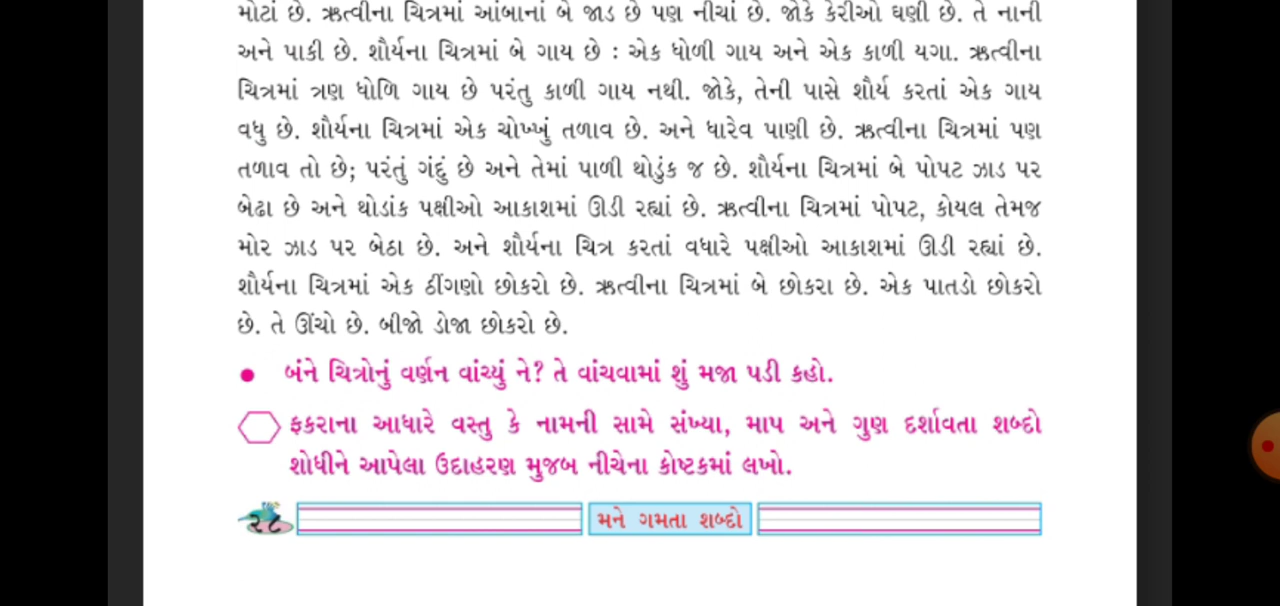 મોટાં છે. ઋત્વીના ચિત્રમાં આંબાનાં બે જાડ છે પણ નીચાં છે. જોકે કેરીઓ ઘણી છે. તે નાની
અને પાકી છે. શૌર્યના ચિત્રમાં બે ગાય છે : એક ધોળી ગાય અને એક કાળી યગા. ઋત્વીના
ચિત્રમાં ત્રણ ધોળિ ગાય છે પરંતુ કાળી ગાય નથી. જોકે, તેની પાસે શૌર્ય કરતાં એક ગાય
વધુ છે. શૌર્યના ચિત્રમાં એક ચોખ્ખું તળાવ છે. અને ધારેવ પાણી છે. ઋત્વીના ચિત્રમાં પણ
તળાવ તો છે; પરંતું ગંદું છે અને તેમાં પાળી થોડુંક જ છે. શૌર્યના ચિત્રમાં બે પોપટ ઝાડ પર
બેઢા છે અને થોડાંક પક્ષીઓ આકાશમાં ઊડી રહ્યાં છે. ઋત્વીના ચિત્રમાં પોપટ, કોયલ તેમજ
મોર ઝાડ પર બેઠા છે. અને શૌર્યના ચિત્ર કરતાં વધારે પક્ષીઓ આકાશમાં ઊડી રહ્યાં છે.
શૌર્યના ચિત્રમાં એક ઠીંગણો છોકરો છે. ઋત્વીના ચિત્રમાં બે છોકરા છે. એક પાતડો છોકરો
છે. તે ઊંચો છે. બીજો ડોજા છોકરો છે.
• બંને ચિત્રોનું વર્ણન વાંચ્યું ને? તે વાંચવામાં શું મજા પડી કહો.
ફકરાના આધારે વસ્તુ કે નામની સામે સંખ્યા, માપ અને ગુણ દર્શાવતા શબ્દો
શોધીને આપેલા ઉદાહરણ મુજબ નીચેના કોષ્ટકમાં લખો.
૨૮ મને ગમતા શબ્દો